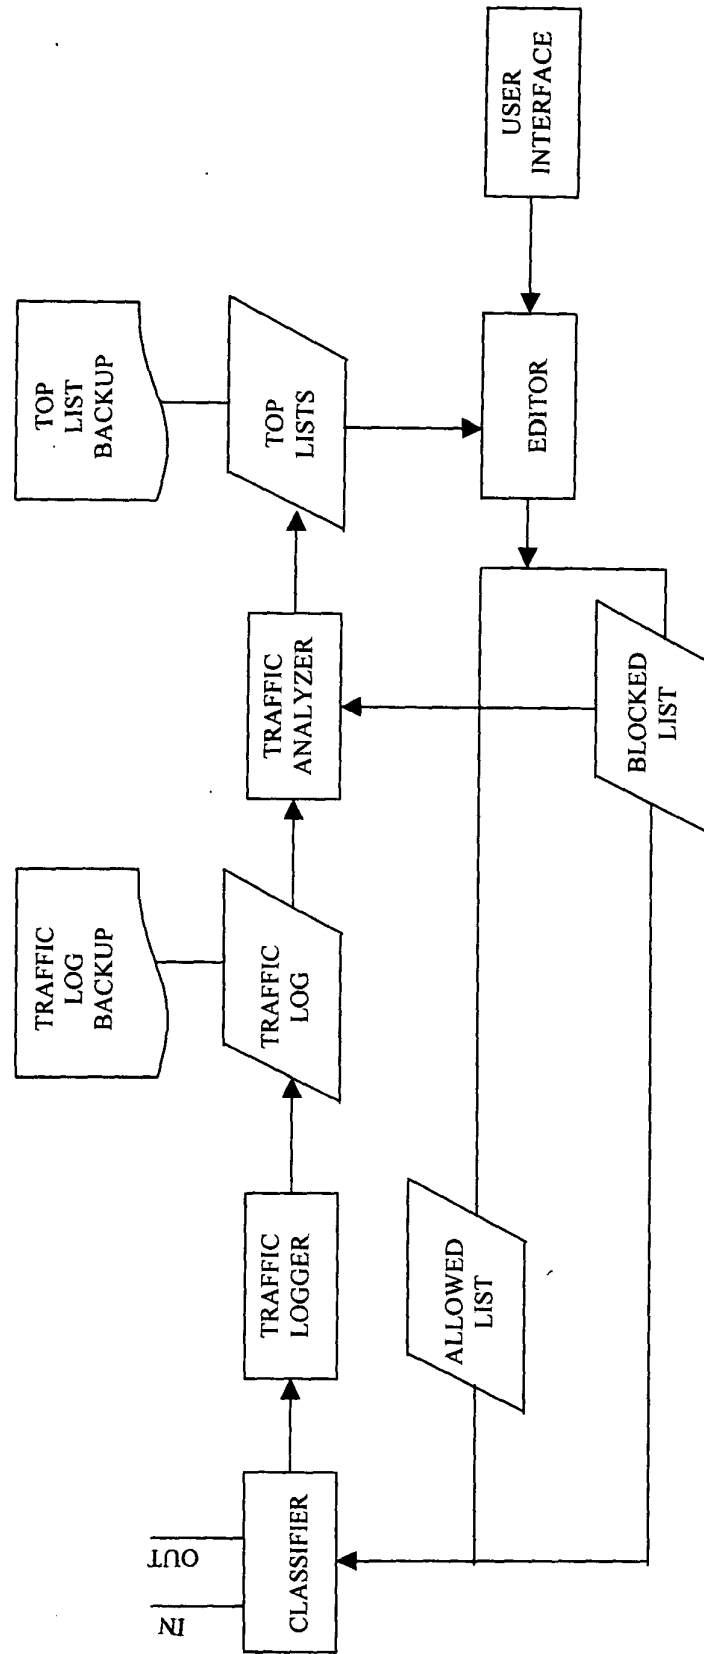 IN
OUT
CLASSIFIER
TRAFFIC
LOGGER
TRAFFIC
LOG
BACKUP
TRAFFIC
LOG
TRAFFIC
ANALYZER
TOP
LIST
BACKUP
TOP
LISTS
ALLOWED
LIST
BLOCKED
LIST
EDITOR
USER
INTERFACE